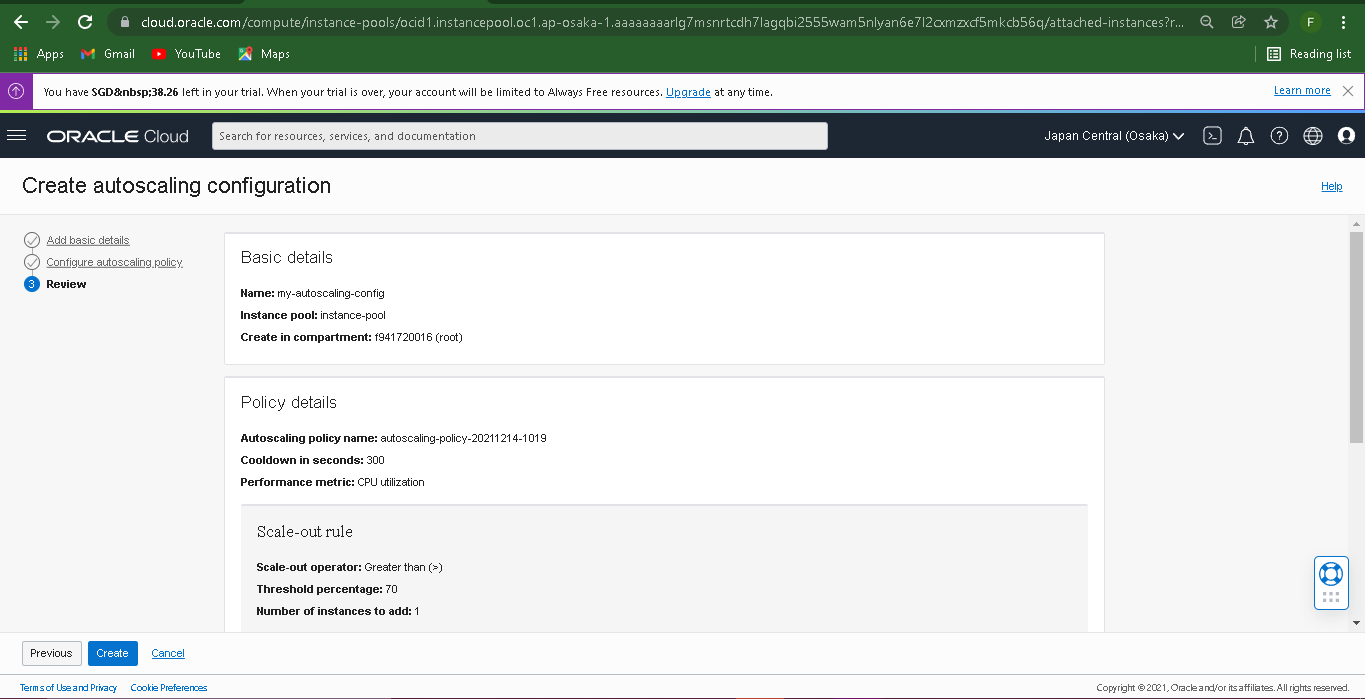 cloud.oracle.com/compute/instance-pools/ocid1.instancepool.oc1.ap-osaka-1.aaaaaaaarlg7msnrtcdh7lagqbi2555wam5nlyan6e7l2cxmzxcf5mkcb56q/attached-instances?r...
F
Apps
Gmail
YouTube
Maps
Reading list
You have SGD&nbsp;38.26 left in your trial. When your trial is over, your account will be limited to Always Free resources. Upgrade at any time.
Learn more
ORACLE Cloud
Search for resources, services, and documentation
Japan Central (Osaka)
Create autoscaling configuration
Help
Add basic details
Configure autoscaling policy
3 Review
Basic details
Name: my-autoscaling-config
Instance pool: instance-pool
Create in compartment: f941720016 (root)
Policy details
Autoscaling policy name: autoscaling-policy-20211214-1019
Cooldown in seconds: 300
Performance metric: CPU utilization
Scale-out rule
Scale-out operator: Greater than (>)
Threshold percentage: 70
Number of instances to add: 1
Previous
Create
Cancel
Terms of Use and Privacy
Cookie Preferences
Copyright © 2021, Oracle and/or its affiliates. All rights reserved.